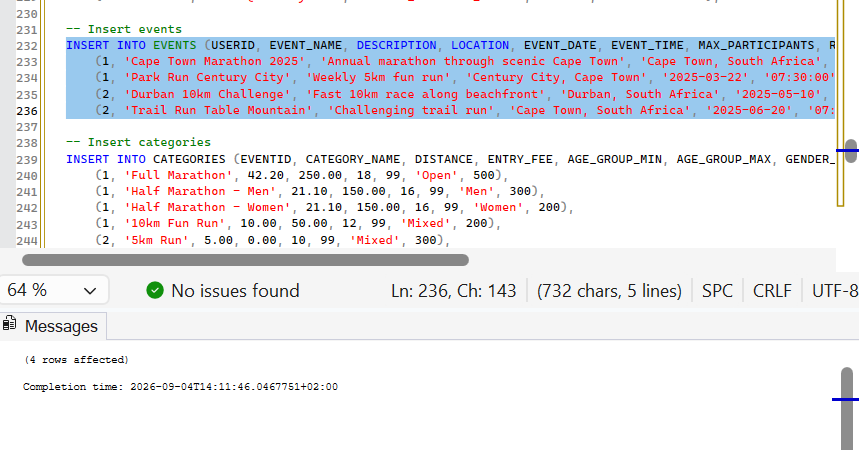 230
231 -- Insert events
232 INSERT INTO EVENTS (USERID, EVENT_NAME, DESCRIPTION, LOCATION, EVENT_DATE, EVENT_TIME, MAX_PARTICIPANTS, R
233 (1, 'Cape Town Marathon 2025', 'Annual marathon through scenic Cape Town', 'Cape Town, South Africa',
234 (1, 'Park Run Century City', 'Weekly 5km fun run', 'Century City, Cape Town', '2025-03-22', '07:30:00'
235 (2, 'Durban 10km Challenge', 'Fast 10km race along beachfront', 'Durban, South Africa', '2025-05-10',
236 (2, 'Trail Run Table Mountain', 'Challenging trail run', 'Cape Town, South Africa', '2025-06-20', '07:
237
238 -- Insert categories
239 INSERT INTO CATEGORIES (EVENTID, CATEGORY_NAME, DISTANCE, ENTRY_FEE, AGE_GROUP_MIN, AGE_GROUP_MAX, GENDER_
240 (1, 'Full Marathon', 42.20, 250.00, 18, 99, 'Open', 500),
241 (1, 'Half Marathon - Men', 21.10, 150.00, 16, 99, 'Men', 300),
242 (1, 'Half Marathon - Women', 21.10, 150.00, 16, 99, 'Women', 200),
243 (1, '10km Fun Run', 10.00, 50.00, 12, 99, 'Mixed', 200),
244 (2, '5km Run', 5.00, 0.00, 10, 99, 'Mixed', 300),
64 % No issues found Ln: 236, Ch: 143 (732 chars, 5 lines) SPC CRLF UTF-8
Messages
(4 rows affected)
Completion time: 2026-09-04T14:11:46.0467751+02:00